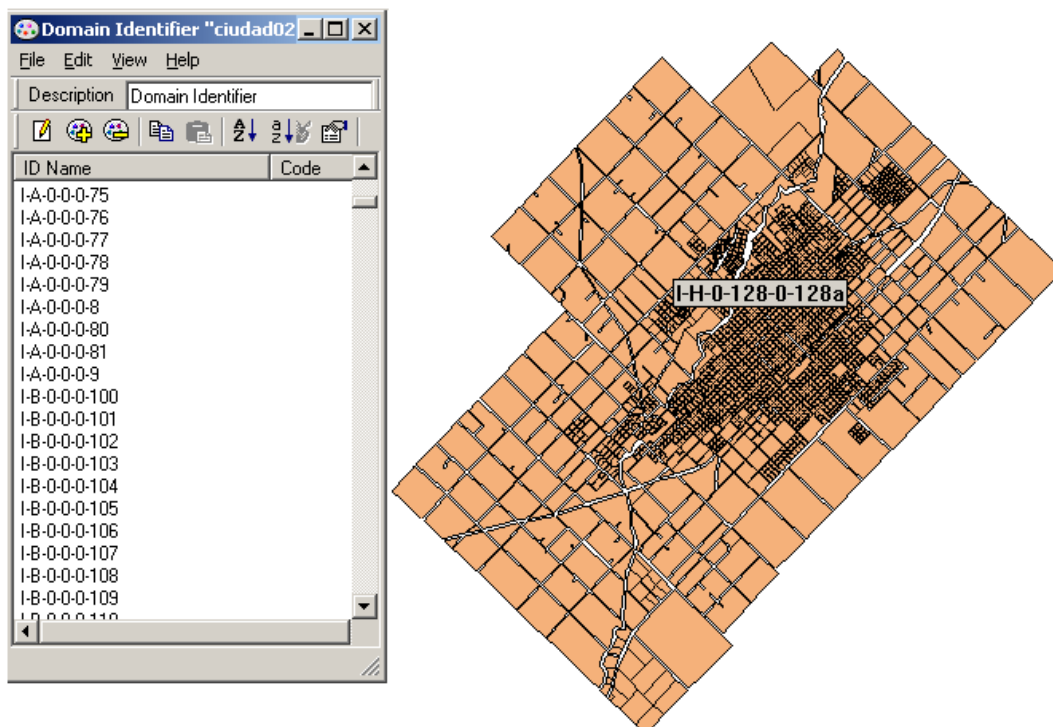 Domain Identifier "ciudad02
File Edit View Help
Description Domain Identifier
ID Name Code
I-A-0-0-0-75
I-A-0-0-0-76
I-A-0-0-0-77
I-A-0-0-0-78
I-A-0-0-0-79
I-A-0-0-0-8
I-A-0-0-0-80
I-A-0-0-0-81
I-A-0-0-0-9
I-B-0-0-0-100
I-B-0-0-0-101
I-B-0-0-0-102
I-B-0-0-0-103
I-B-0-0-0-104
I-B-0-0-0-105
I-B-0-0-0-106
I-B-0-0-0-107
I-B-0-0-0-108
I-B-0-0-0-109
I-B-0-0-0-110
I-H-0-128-0-128a